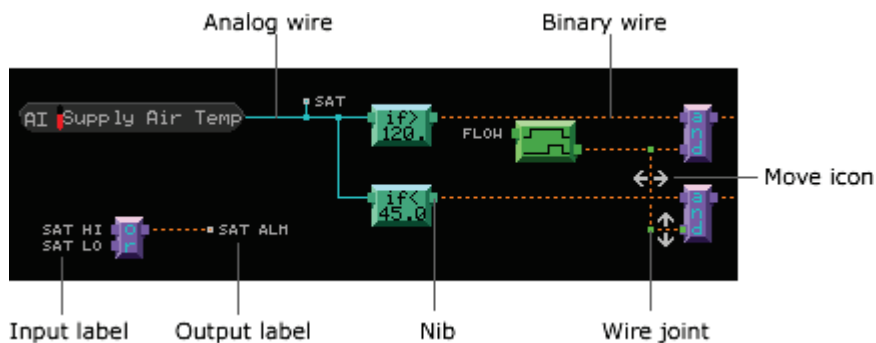 Analog wire
Binary wire
SAT
AI Supply Air Temp
if>
120.
FLOW
and
Move icon
if<
45.0
and
SAT HI
SAT LO
or
SAT ALM
Input label
Output label
Nib
Wire joint